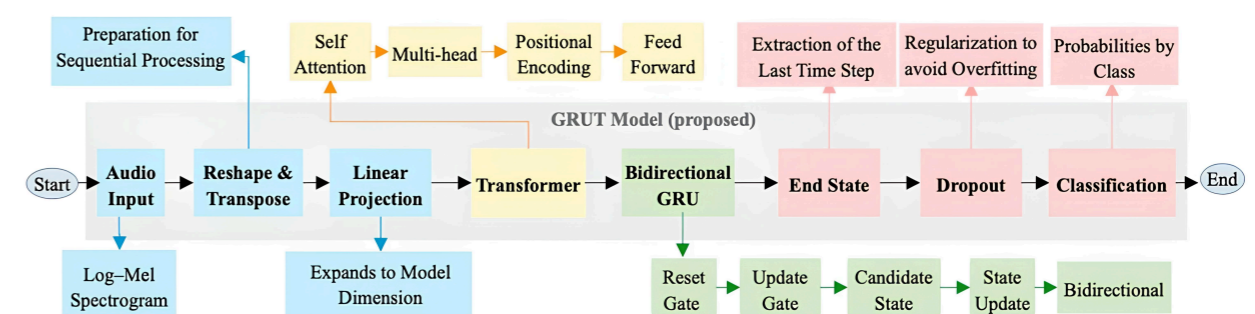 Preparation for
Sequential Processing
Self
Attention
Multi-head
Positional
Encoding
Feed
Forward
Extraction of the
Last Time Step
Regularization to
avoid Overfitting
Probabilities by
Class
GRUT Model (proposed)
Start
Audio
Input
Reshape &
Transpose
Linear
Projection
Transformer
Bidirectional
GRU
End State
Dropout
Classification
End
Log–Mel
Spectrogram
Expands to Model
Dimension
Reset
Gate
Update
Gate
Candidate
State
State
Update
Bidirectional